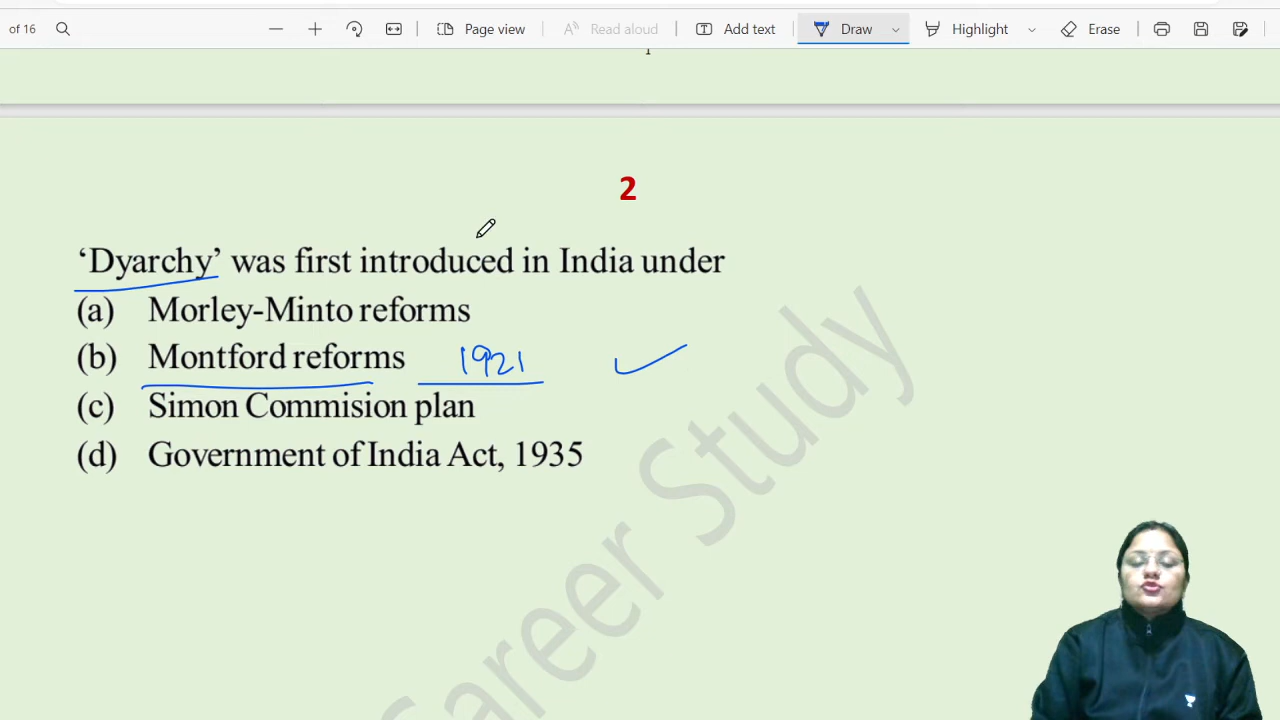 of 16
Page view
Read aloud
Add text
Draw
Highlight
Erase
2
‘Dyarchy’ was first introduced in India under
(a) Morley-Minto reforms
(b) Montford reforms 1921
(c) Simon Commision plan
(d) Government of India Act, 1935
Career Study